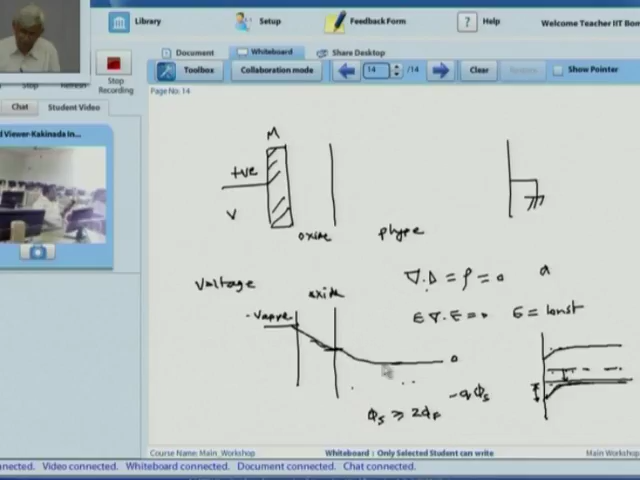 Library Setup Feedback Form ? Help Welcome Teacher IIT Bom
Document Whiteboard Share Desktop
Stop Recording
Toolbox Collaboration mode 14 /14 Clear Show Pointer
Page No: 14
Chat Student Video
d Viewer-Kakinada In...
M
+ve
V
oxide
ptype
Voltage
oxide
∇.D = ρ = 0
ε∇.E = 0 ε = const
0
-qϕs
ϕs ≥ 2ϕF
Course Name: Main_Workshop Whiteboard : Only Selected Student can write Main Workshop
nnected. Video connected. Whiteboard connected. Document connected. Chat connected.